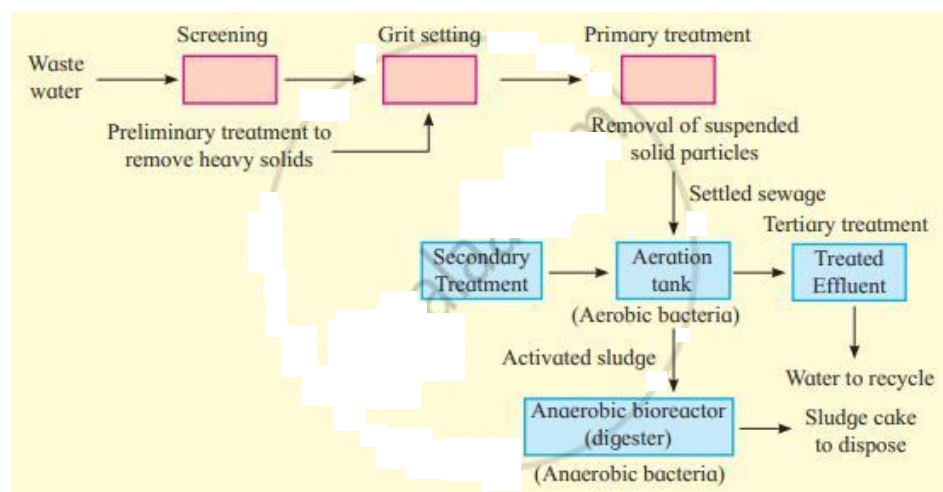 Screening
Grit setting
Primary treatment
Waste
water
Preliminary treatment to
remove heavy solids
Removal of suspended
solid particles
Settled sewage
Tertiary treatment
Secondary
Treatment
Aeration
tank
Treated
Effluent
(Aerobic bacteria)
Activated sludge
Water to recycle
Anaerobic bioreactor
(digester)
Sludge cake
to dispose
(Anaerobic bacteria)